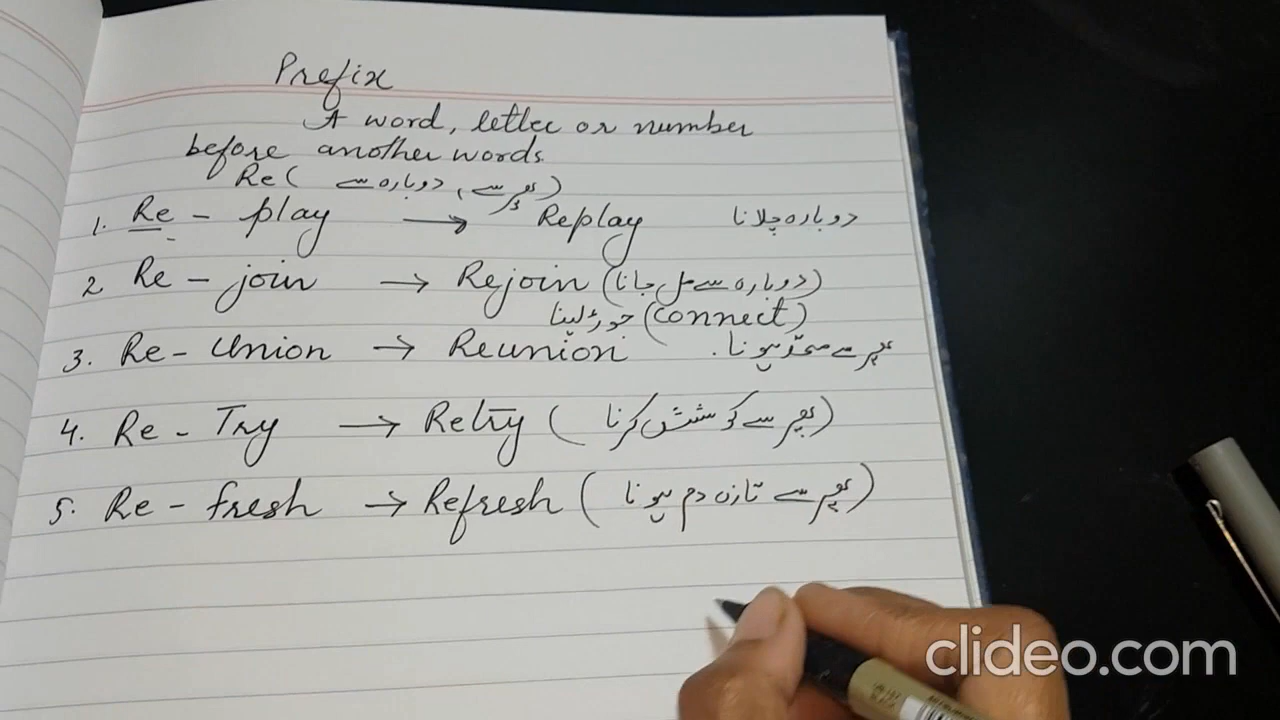 Prefix
A word, letter or number
before another words.
Re ( پھر سے, دوبارہ سے )
1. Re - play → Replay دوبارہ چلانا
2 Re - join → Rejoin (دوبارہ سے مل جانا)
جوڑ لینا (connect)
3. Re - Union → Reunion پھر سے متحد ہونا.
4. Re - Try → Retry ( پھر سے کوشش کرنا )
5. Re - fresh → Refresh ( پھر سے تازہ دم ہونا )
clideo.com